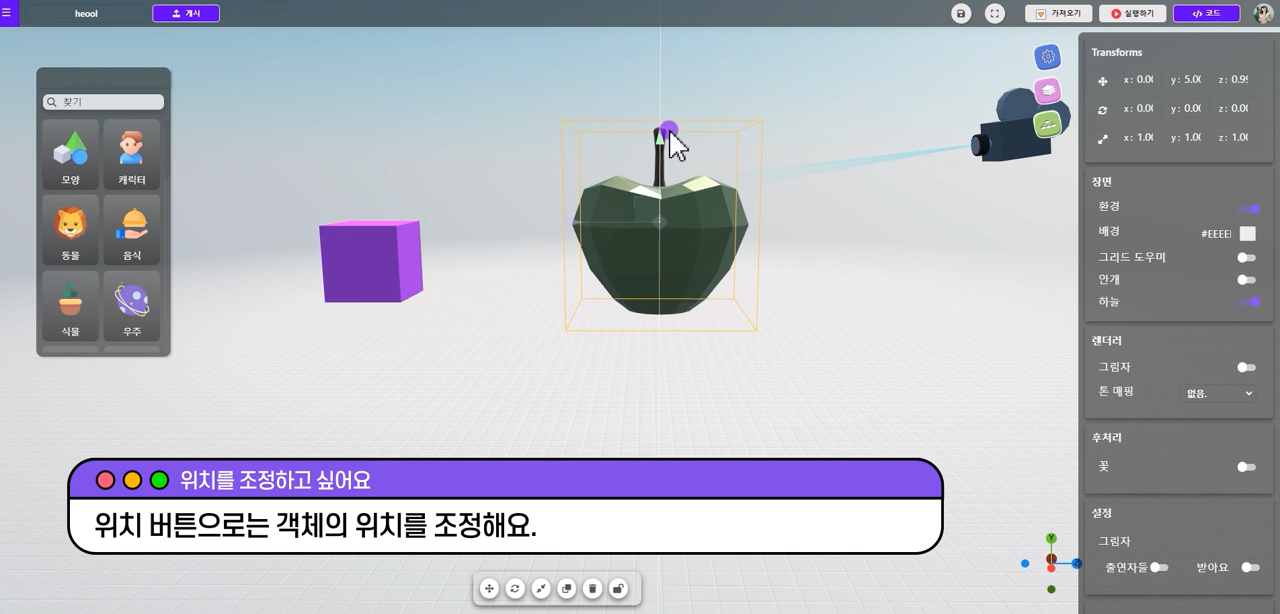 heool
게시
가져오기
실행하기
</> 코드
찾기
모양
캐릭터
동물
음식
식물
우주
Transforms
x: 0.0( y: 5.0( z: 0.9
x: 0.0( y: 0.0( z: 0.0(
x: 1.0( y: 1.0( z: 1.0(
장면
환경
배경 #EEEE
그리드 도우미
안개
하늘
렌더러
그림자
톤 매핑 없음.
후처리
꽃
설정
그림자
출연자들 받아요
위치를 조정하고 싶어요
위치 버튼으로는 객체의 위치를 조정해요.
Y
Z